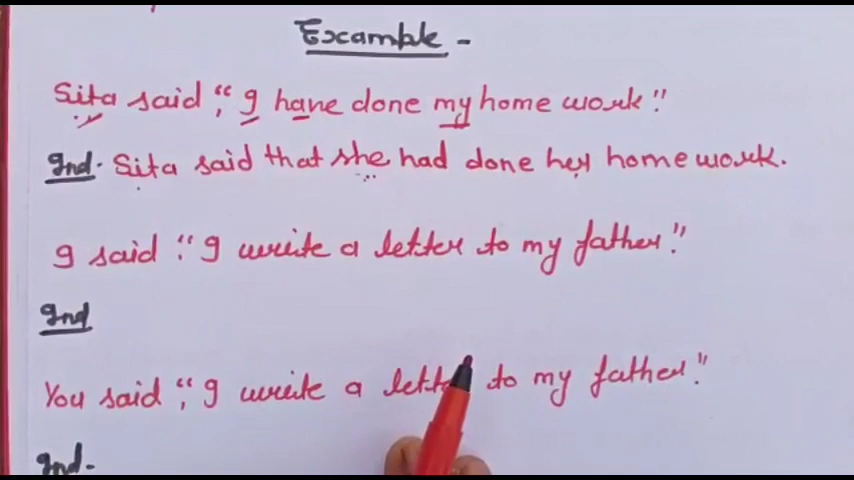 Excamble -
Sita said, "I have done my home work"
Ind. Sita said that she had done her home work.
I said "I write a letter to my father"
Ind
You said, "I write a letter to my father."
Ind.